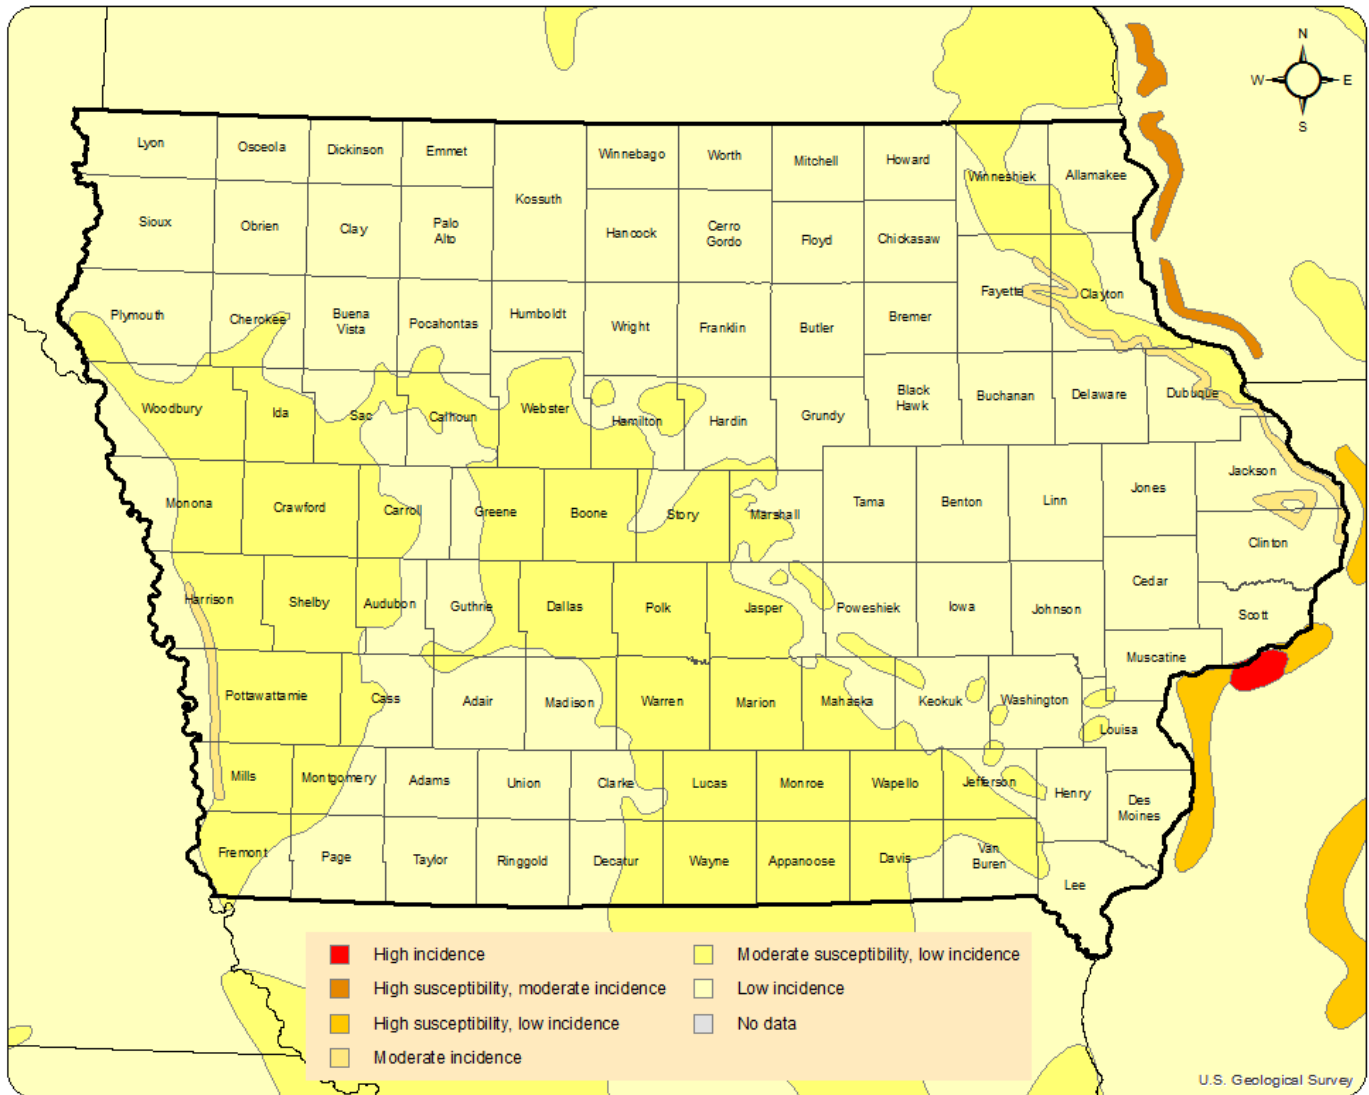 N
W E
S
Lyon
Osceola
Dickinson
Emmet
Winnebago
Worth
Mitchell
Howard
Winneshiek
Allamakee
Sioux
Obrien
Clay
Palo
Alto
Kossuth
Hancock
Cerro
Gordo
Floyd
Chickasaw
Fayette
Clayton
Plymouth
Cherokee
Buena
Vista
Pocahontas
Humboldt
Wright
Franklin
Butler
Bremer
Woodbury
Ida
Sac
Calhoun
Webster
Hamilton
Hardin
Grundy
Black
Hawk
Buchanan
Delaware
Dubuque
Monona
Crawford
Carroll
Greene
Boone
Story
Marshall
Tama
Benton
Linn
Jones
Jackson
Clinton
Harrison
Shelby
Audubon
Guthrie
Dallas
Polk
Jasper
Poweshiek
Iowa
Johnson
Cedar
Scott
Muscatine
Pottawattamie
Cass
Adair
Madison
Warren
Marion
Mahaska
Keokuk
Washington
Louisa
Mills
Montgomery
Adams
Union
Clarke
Lucas
Monroe
Wapello
Jefferson
Henry
Des
Moines
Fremont
Page
Taylor
Ringgold
Decatur
Wayne
Appanoose
Davis
Van
Buren
Lee
High incidence
High susceptibility, moderate incidence
High susceptibility, low incidence
Moderate incidence
Moderate susceptibility, low incidence
Low incidence
No data
U.S. Geological Survey